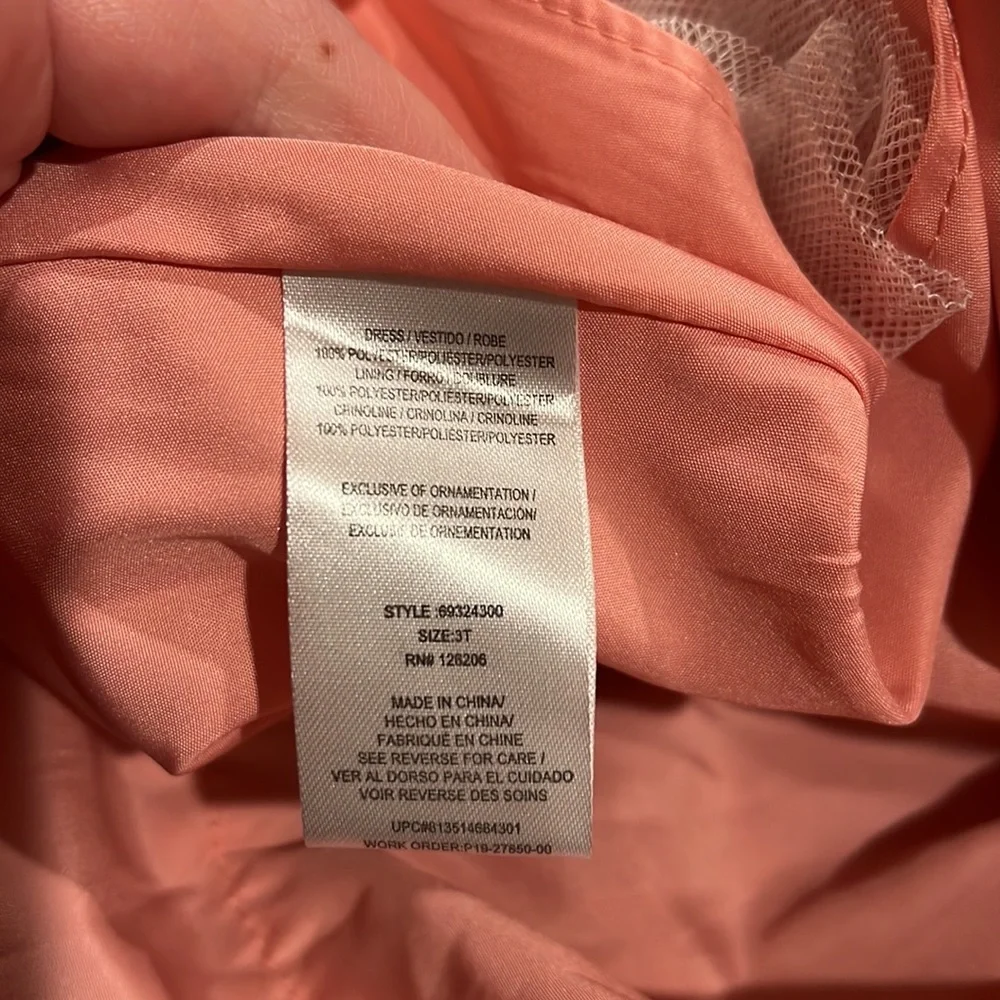 DRESS / VESTIDO / ROBE
100% POLYESTER/POLIÉSTER/POLYESTER
LINING / FORRO / DOUBLURE
100% POLYESTER/POLIÉSTER/POLYESTER
CRINOLINE / CRINOLINA / CRINOLINE
100% POLYESTER/POLIÉSTER/POLYESTER
EXCLUSIVE OF ORNAMENTATION /
EXCLUSIVO DE ORNAMENTACIÓN/
EXCLUSIF DE ORNEMENTATION
STYLE :69324300
SIZE:3T
RN# 126206
MADE IN CHINA/
HECHO EN CHINA/
FABRIQUÉ EN CHINE
SEE REVERSE FOR CARE /
VER AL DORSO PARA EL CUIDADO
VOIR REVERSE DES SOINS
UPC#613514664301
WORK ORDER:P19-27650-00